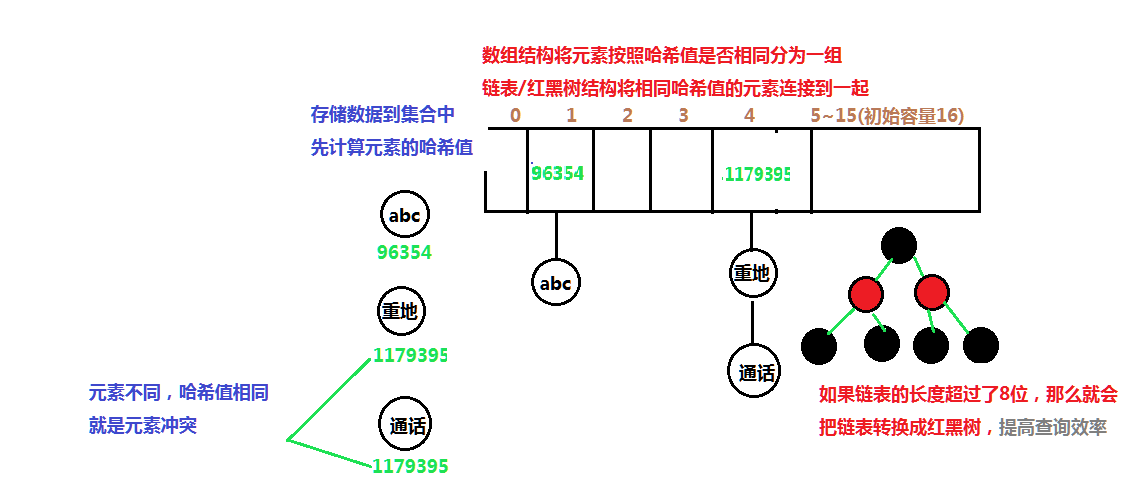 数组结构将元素按照哈希值是否相同分为一组
链表/红黑树结构将相同哈希值的元素连接到一起
存储数据到集合中
先计算元素的哈希值
0 1 2 3 4 5~15(初始容量16)
96354 1179395
abc
96354
abc
重地
重地
1179395
通话
通话
1179395
元素不同，哈希值相同
就是元素冲突
如果链表的长度超过了8位，那么就会
把链表转换成红黑树，提高查询效率